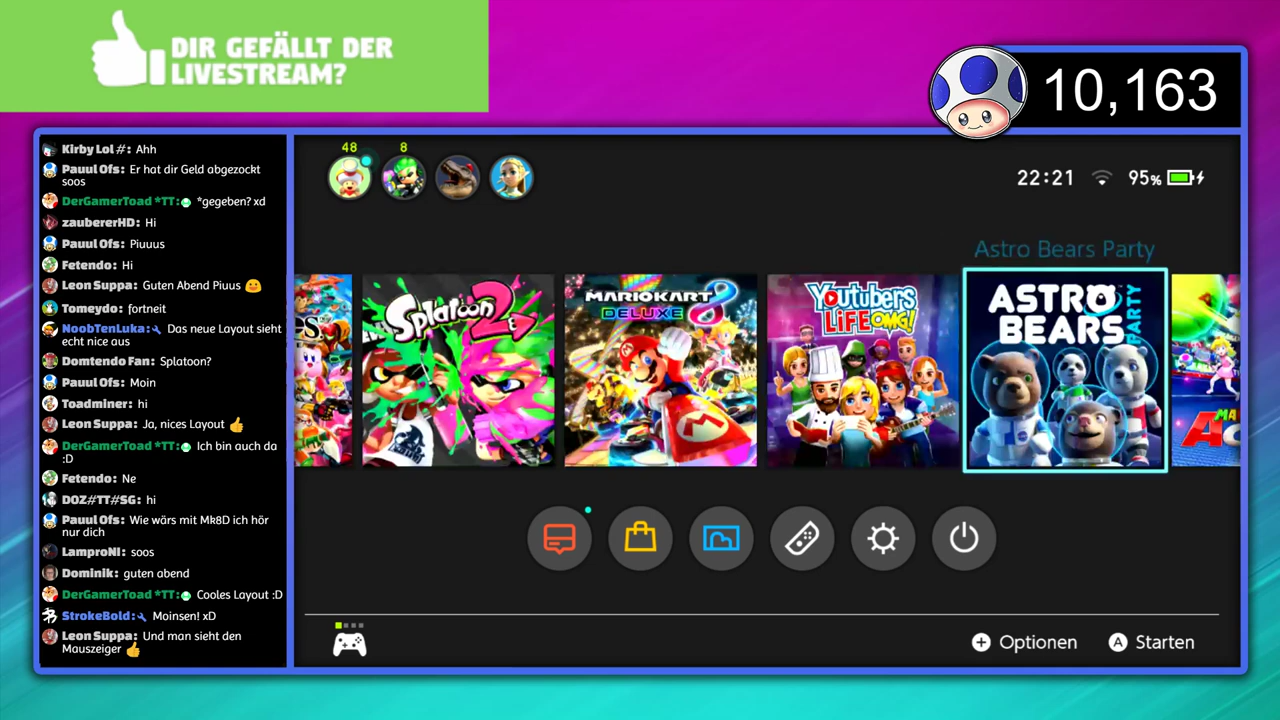 DIR GEFÄLLT DER
LIVESTREAM?
10,163
Kirby Lol #: Ahh
Pauul Ofs: Er hat dir Geld abgezockt
soos
DerGamerToad *TT: *gegeben? xd
zaubererHD: Hi
Pauul Ofs: Piuuus
Fetendo: Hi
Leon Suppa: Guten Abend Piuus
Tomeydo: fortneit
NoobTenLuka: Das neue Layout sieht
echt nice aus
Domtendo Fan: Splatoon?
Pauul Ofs: Moin
Toadminer: hi
Leon Suppa: Ja, nices Layout
DerGamerToad *TT: Ich bin auch da
:D
Fetendo: Ne
DOZ#TT#SG: hi
Pauul Ofs: Wie wärs mit Mk8D ich hör
nur dich
LamproNI: soos
Dominik: guten abend
DerGamerToad *TT: Cooles Layout :D
StrokeBold: Moinsen! xD
Leon Suppa: Und man sieht den
Mauszeiger
48
8
22:21
95%
Astro Bears Party
Splatoon 2
MARIOKART 8
DELUXE
Youtubers
LIFE OMG!
ASTRO
BEARS
PARTY
Optionen
A Starten